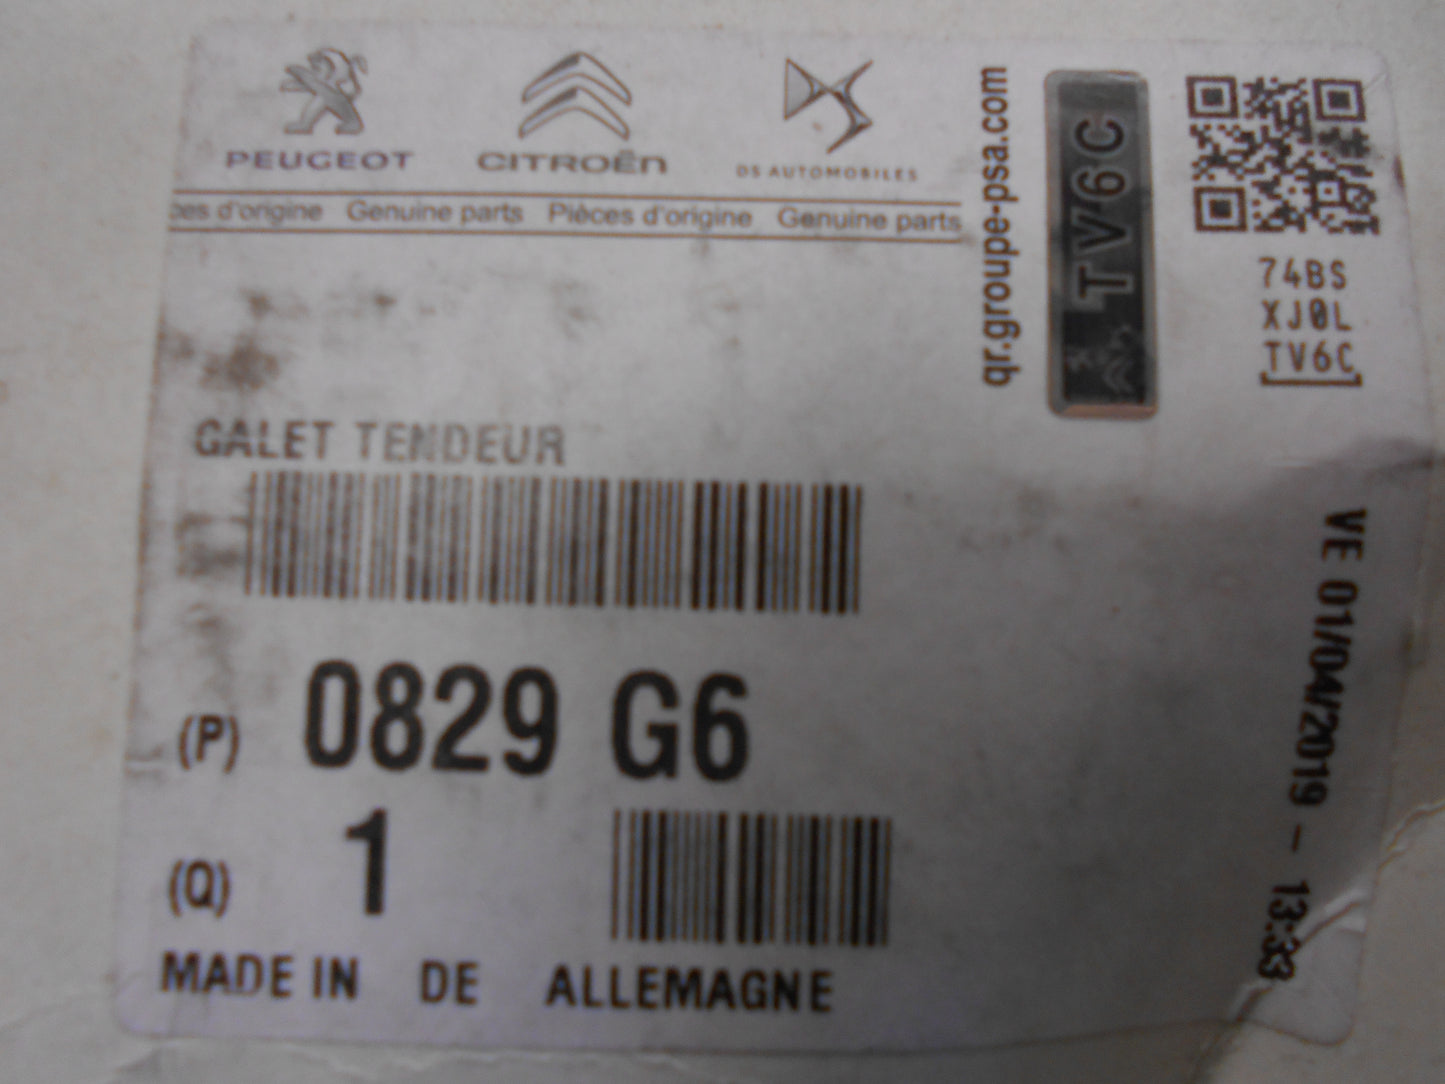 PEUGEOT
CITROËN
DS AUTOMOBILES
d'origine Genuine parts Pièces d'origine Genuine parts
qr.groupe-psa.com
TV6C
74BS
XJ0L
TV6C
GALET TENDEUR
(P) 0829 G6
(Q) 1
MADE IN DE ALLEMAGNE
VE 01/04/2019 - 13:33